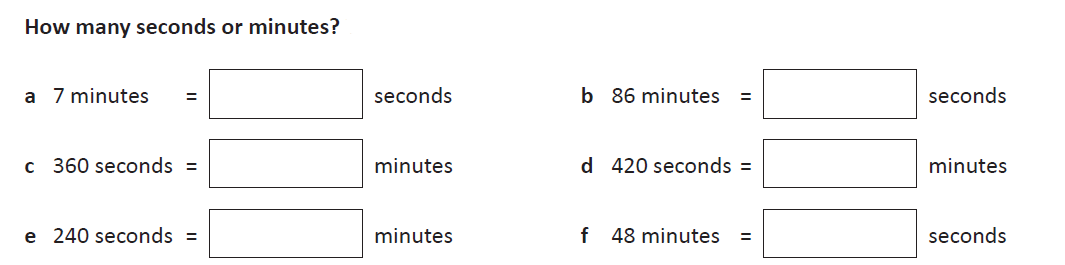 How many seconds or minutes?
a 7 minutes = seconds b 86 minutes = seconds
c 360 seconds = minutes d 420 seconds = minutes
e 240 seconds = minutes f 48 minutes = seconds